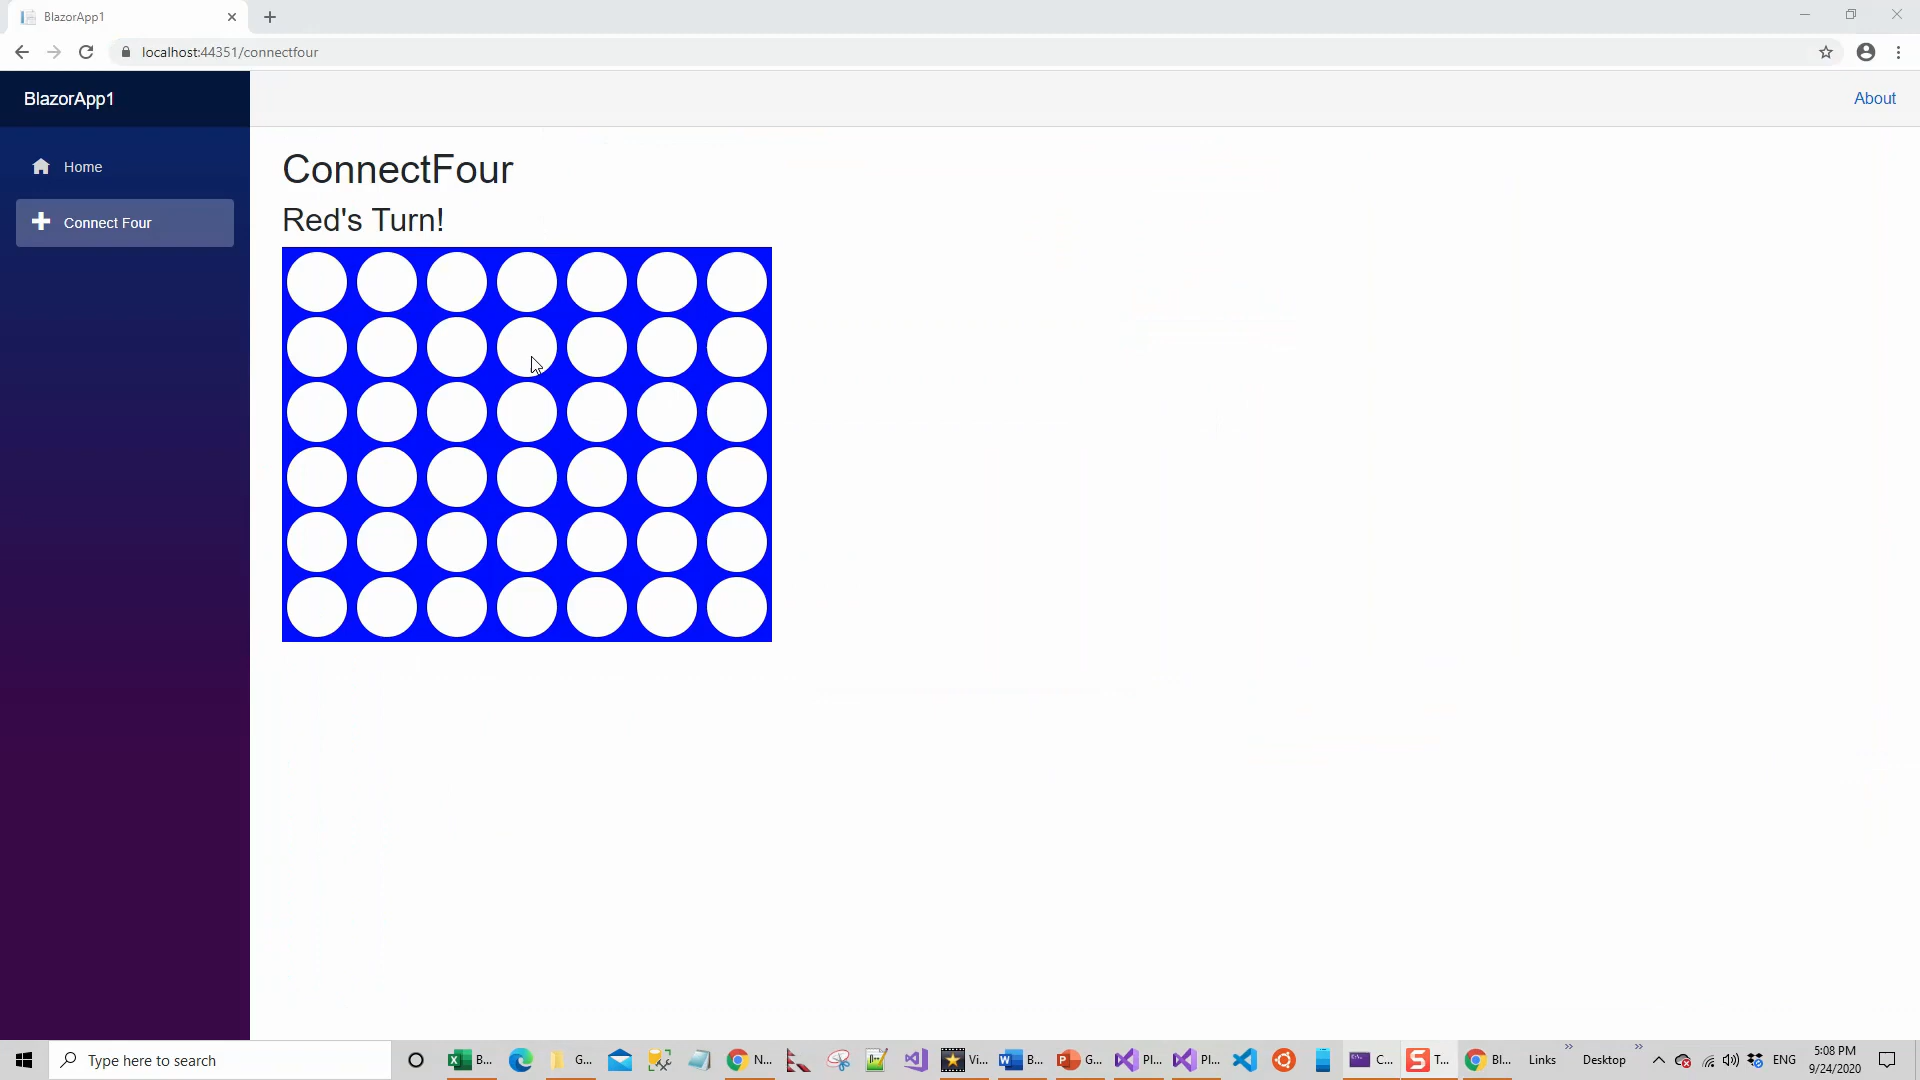 BlazorApp1
localhost:44351/connectfour
BlazorApp1
About
Home
Connect Four
ConnectFour
Red's Turn!
Type here to search
B...
G...
N...
Vi...
B...
G...
Pl...
Pl...
C...
T...
Bl...
Links
Desktop
ENG
5:08 PM
9/24/2020